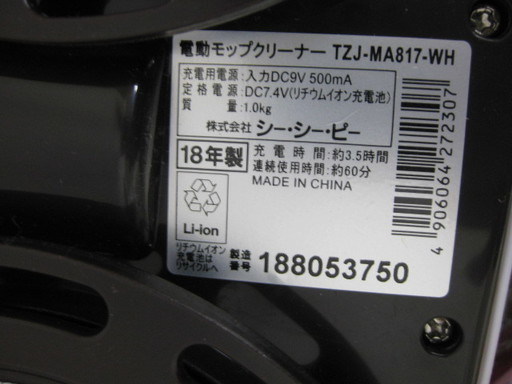 電動モップクリーナー TZJ-MA817-WH
充電用電源:入力DC9V 500mA
定格電源:DC7.4V(リチウムイオン充電池)
質量:1.0kg
株式会社 シー・シー・ピー
18年製
充電時間:約3.5時間
連続使用時間:約60分
MADE IN CHINA
Li-ion
リチウムイオン
電池は
リサイクルへ
製造
番号 188053750
4 906064 272307